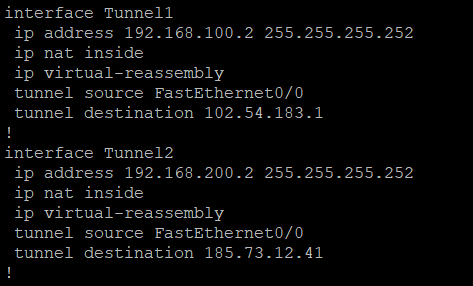 interface Tunnel1
 ip address 192.168.100.2 255.255.255.252
 ip nat inside
 ip virtual-reassembly
 tunnel source FastEthernet0/0
 tunnel destination 102.54.183.1
!
interface Tunnel2
 ip address 192.168.200.2 255.255.255.252
 ip nat inside
 ip virtual-reassembly
 tunnel source FastEthernet0/0
 tunnel destination 185.73.12.41
!